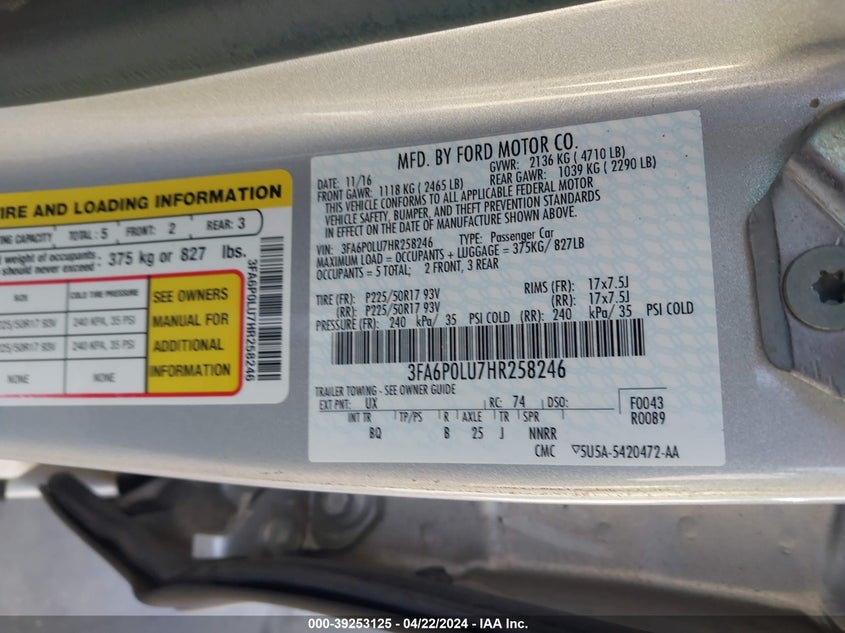 TIRE AND LOADING INFORMATION
CAPACITY TOTAL : 5 FRONT: 2 REAR: 3
weight of occupants
should never exceed : 375 kg or 827 lbs.
SIZE COLD TIRE PRESSURE SEE OWNERS MANUAL FOR ADDITIONAL INFORMATION
225/50R17 93V 240 KPA, 35 PSI
225/50R17 93V 240 KPA, 35 PSI
NONE NONE
3FA6P0LU7HR258246
MFD. BY FORD MOTOR CO.
DATE: 11/16 GVWR: 2136 KG ( 4710 LB)
FRONT GAWR: 1118 KG ( 2465 LB) REAR GAWR: 1039 KG ( 2290 LB)
THIS VEHICLE CONFORMS TO ALL APPLICABLE FEDERAL MOTOR
VEHICLE SAFETY, BUMPER, AND THEFT PREVENTION STANDARDS
IN EFFECT ON THE DATE OF MANUFACTURE SHOWN ABOVE.
VIN: 3FA6P0LU7HR258246 TYPE: Passenger Car
MAXIMUM LOAD = OCCUPANTS + LUGGAGE = 375KG/ 827LB
OCCUPANTS = 5 TOTAL; 2 FRONT, 3 REAR
TIRE (FR): P225/50R17 93V RIMS (FR): 17x7.5J
(RR): P225/50R17 93V (RR): 17x7.5J
PRESSURE (FR): 240 kPa/ 35 PSI COLD (RR): 240 kPa/ 35 PSI COLD
3FA6P0LU7HR258246
TRAILER TOWING - SEE OWNER GUIDE
EXT PNT: UX RC: 74 DSO: F0043
INT TR TP/PS R AXLE TR SPR R0089
BQ B 25 J NNRR
CMC ▽5U5A-5420472-AA
000-39253125 - 04/22/2024 - IAA Inc.